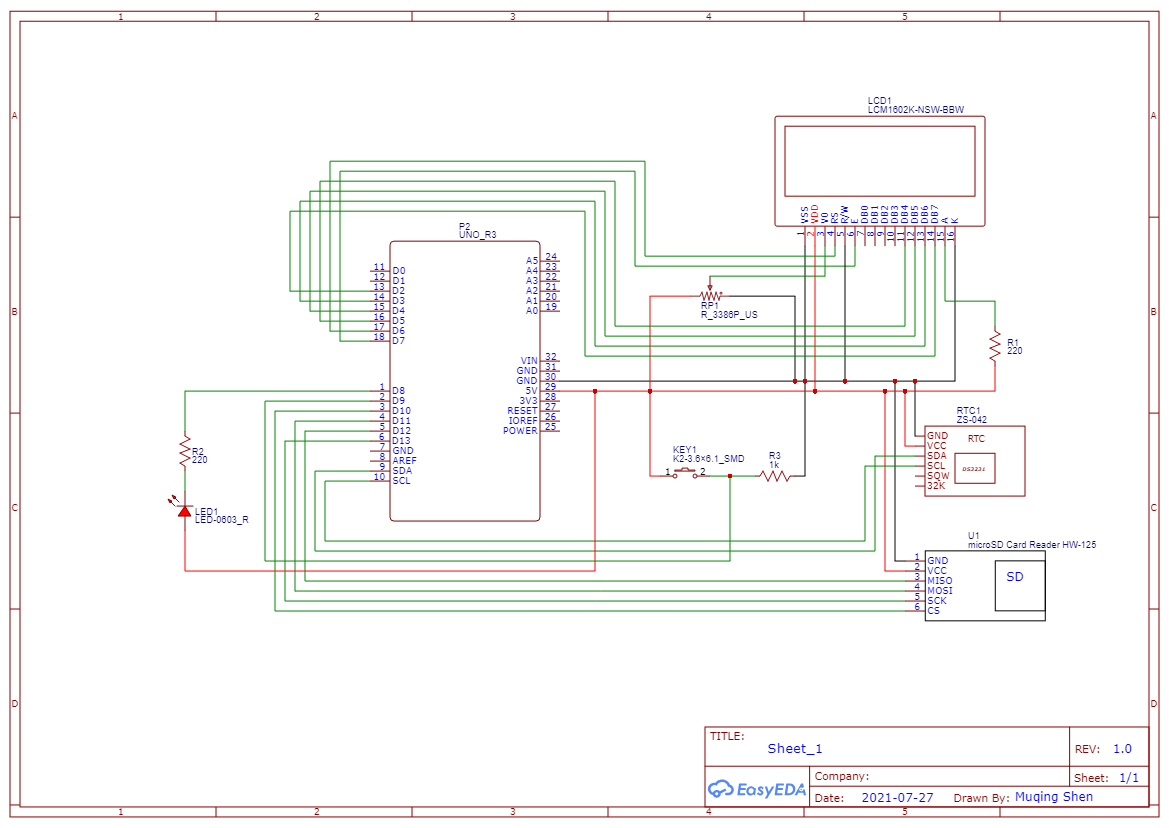 1 2 3 4 5
A A
B B
C C
D D
1 2 3 4 5
LCD1
LCM1602K-NSW-BBW
VSS VDD V0 RS R/W E DB0 DB1 DB2 DB3 DB4 DB5 DB6 DB7 A K
1 2 3 4 5 6 7 8 9 10 11 12 13 14 15 16
P2
UNO_R3
A5 24
A4 23
11 D0 A3 22
12 D1 A2 21
13 D2 A1 20
14 D3 A0 19
15 D4
16 D5
17 D6
18 D7
VIN 32
GND 31
GND 30
1 D8 5V 29
2 D9 3V3 28
3 D10 RESET 27
4 D11 IOREF 26
5 D12 POWER 25
6 D13
7 GND
8 AREF
9 SDA
10 SCL
RP1
R_3386P_US
R1
220
R2
220
LED1
LED-0603_R
KEY1
K2-3.6×6.1_SMD
1 2
R3
1k
RTC1
ZS-042
GND RTC
VCC
SDA
SCL DS3231
SQW
32K
U1
microSD Card Reader HW-125
1 GND
2 VCC
3 MISO SD
4 MOSI
5 SCK
6 CS
TITLE:
Sheet_1
REV: 1.0
EasyEDA
Company:
Sheet: 1/1
Date: 2021-07-27 Drawn By: Muqing Shen